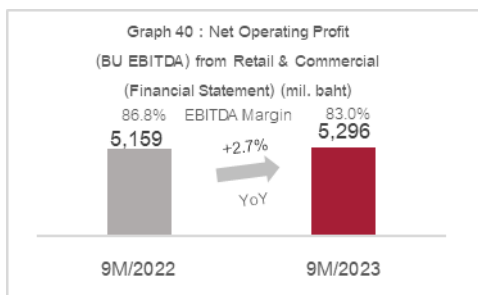 Graph 40 : Net Operating Profit
(BU EBITDA) from Retail & Commercial
(Financial Statement) (mil. baht)
86.8% EBITDA Margin 83.0%
5,159 5,296
+2.7%
YoY
9M/2022 9M/2023